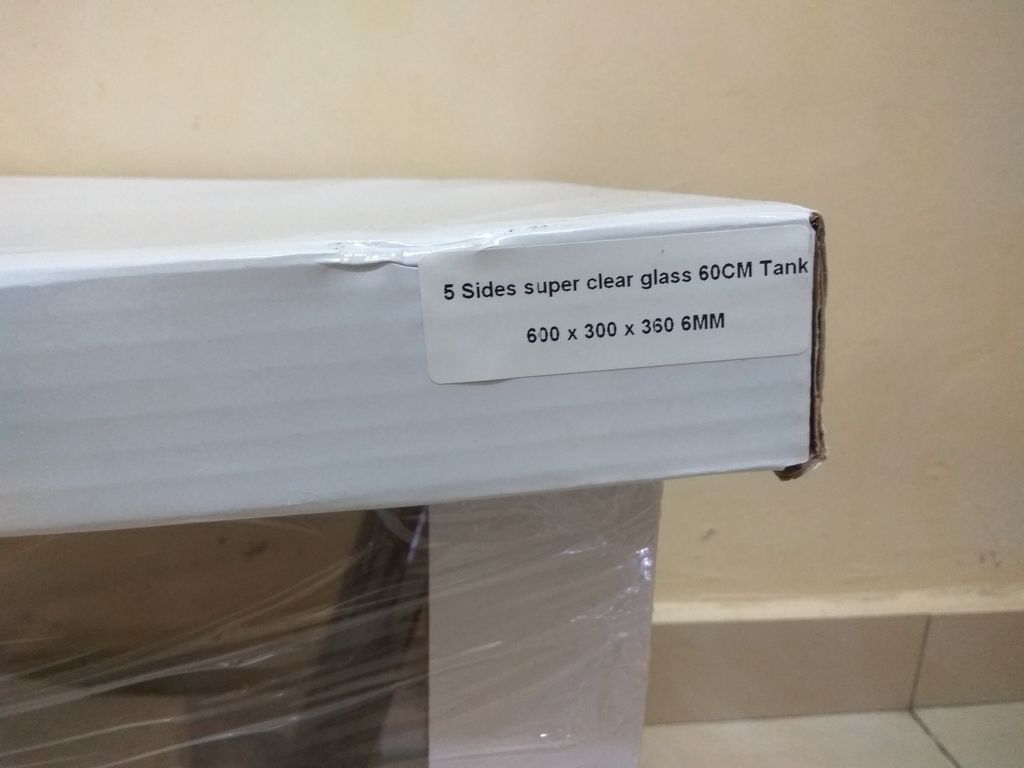 5 Sides super clear glass 60CM Tank
600 x 300 x 360 6MM